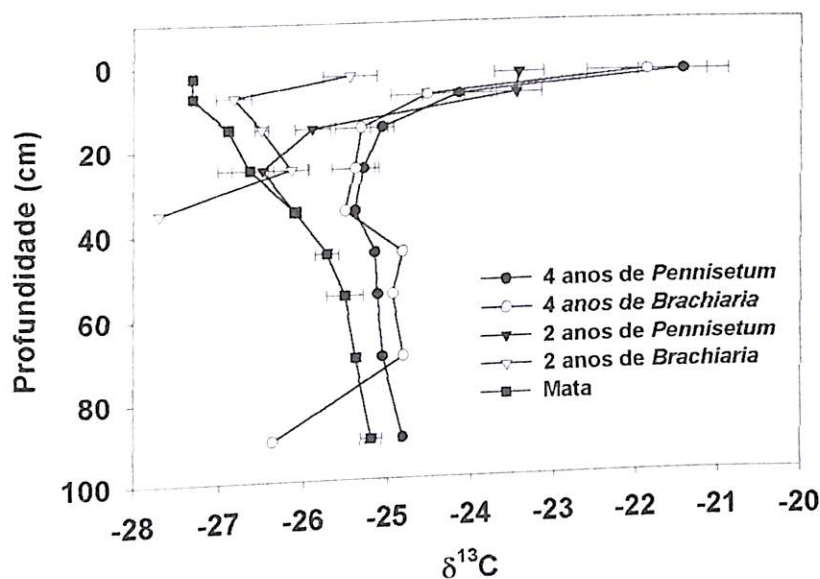 0
20
40
60
80
100
Profundidade (cm)
4 anos de Pennisetum
4 anos de Brachiaria
2 anos de Pennisetum
2 anos de Brachiaria
Mata
-28 -27 -26 -25 -24 -23 -22 -21 -20
δ¹³C